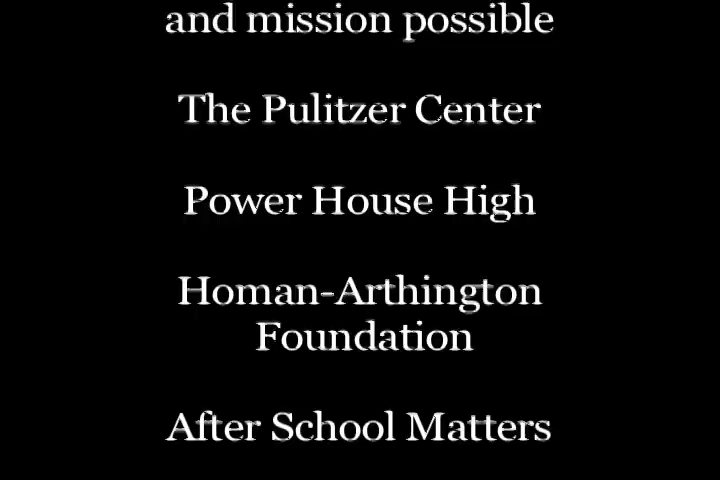 and mission possible
The Pulitzer Center
Power House High
Homan-Arthington
Foundation
After School Matters